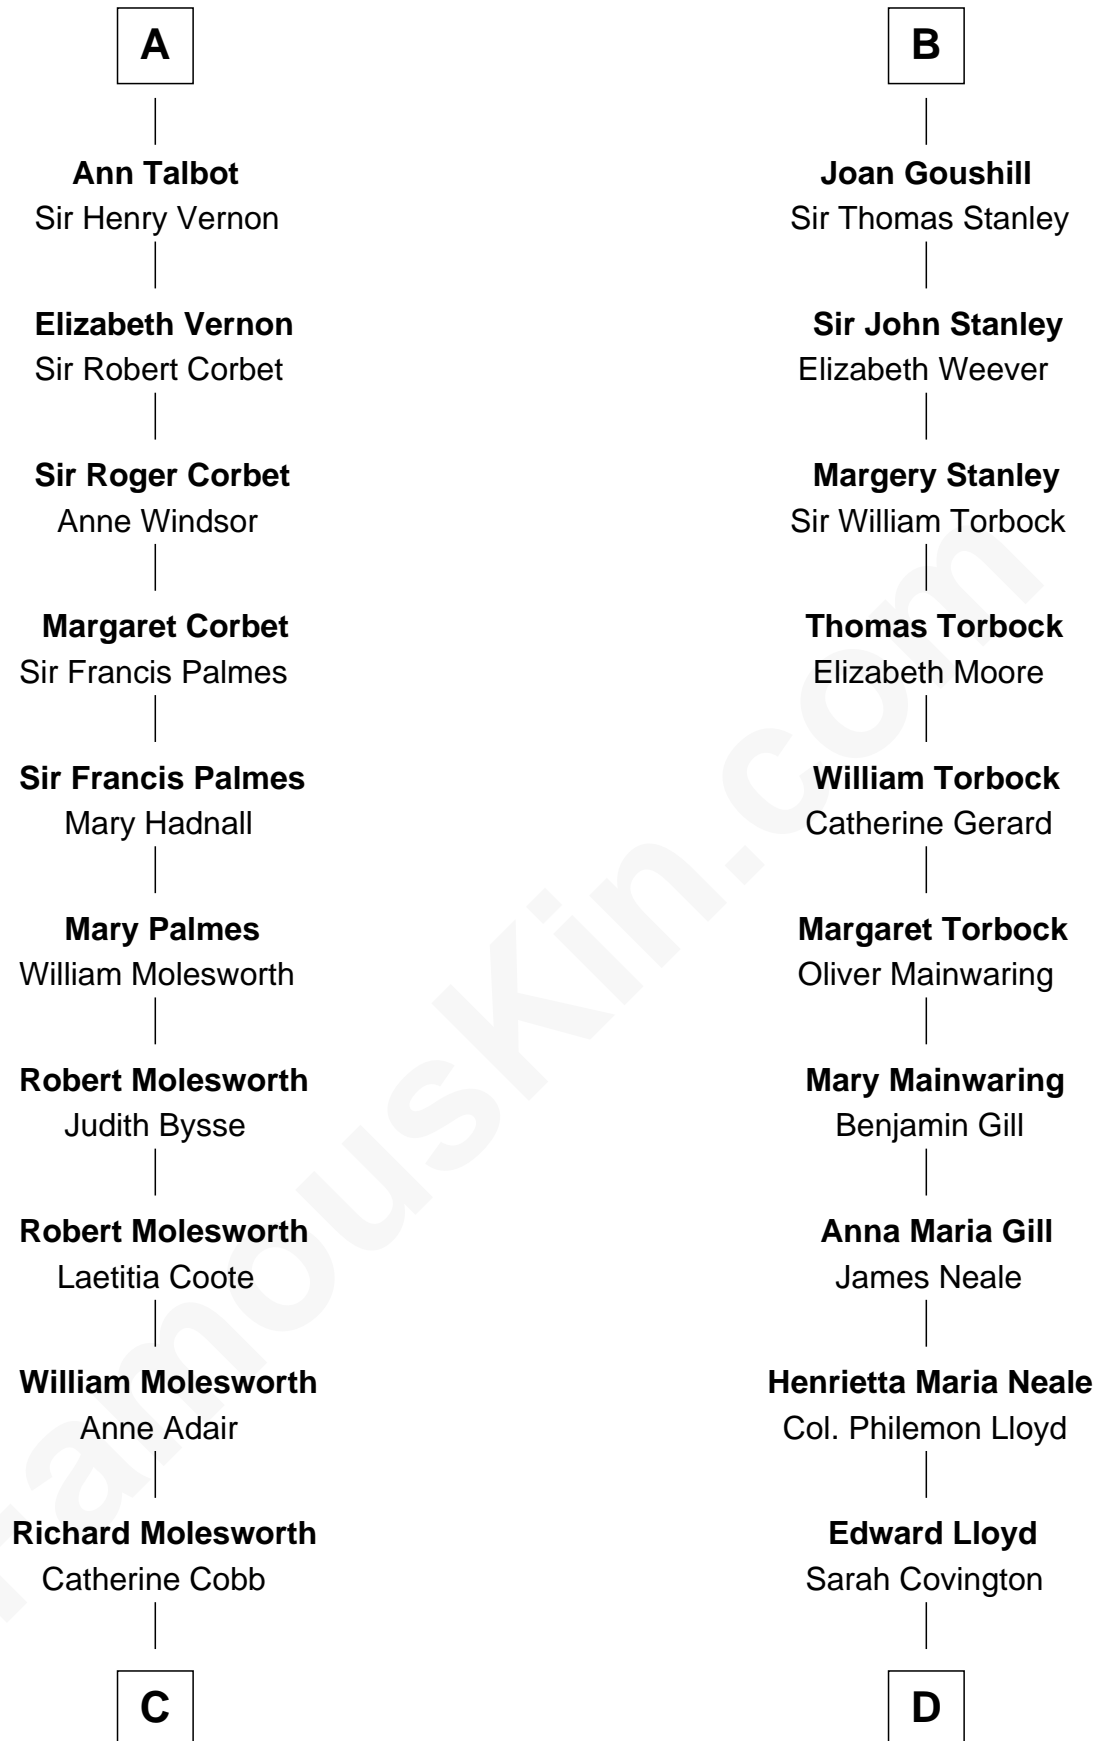 A
Ann Talbot
Sir Henry Vernon
Elizabeth Vernon
Sir Robert Corbet
Sir Roger Corbet
Anne Windsor
Margaret Corbet
Sir Francis Palmes
Sir Francis Palmes
Mary Hadnall
Mary Palmes
William Molesworth
Robert Molesworth
Judith Bysse
Robert Molesworth
Laetitia Coote
William Molesworth
Anne Adair
Richard Molesworth
Catherine Cobb
C
B
Joan Goushill
Sir Thomas Stanley
Sir John Stanley
Elizabeth Weever
Margery Stanley
Sir William Torbock
Thomas Torbock
Elizabeth Moore
William Torbock
Catherine Gerard
Margaret Torbock
Oliver Mainwaring
Mary Mainwaring
Benjamin Gill
Anna Maria Gill
James Neale
Henrietta Maria Neale
Col. Philemon Lloyd
Edward Lloyd
Sarah Covington
D
FamousKin.com